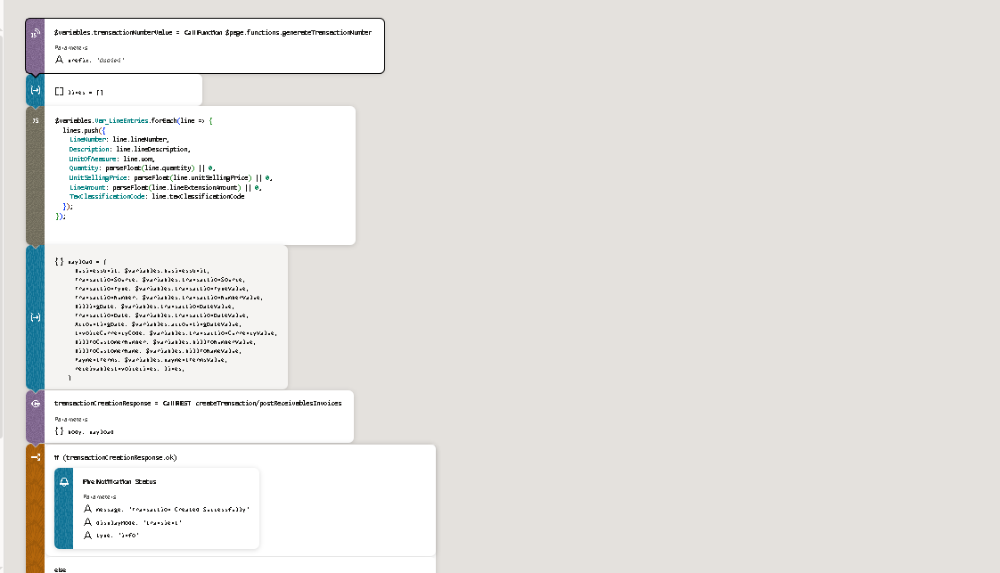 $variables.transactionNumberValue = Call Function $page.functions.generateTransactionNumber
Parameters
A prefix:
[] lines = []
JS
$variables.Var_LineEntries.forEach(line => {
lines.push({
LineNumber: line.lineNumber,
Description: line.lineDescription,
UnitOfMeasure: line.uom,
Quantity: parseFloat(line.quantity) || 0,
UnitSellingPrice: parseFloat(line.unitSellingPrice) || 0,
LineAmount: parseFloat(line.lineExtensionAmount) || 0,
TaxClassificationCode: line.taxClassificationCode
});
});
{} payload = {
BusinessUnit: $variables.businessUnit,
TransactionSource: $variables.transactionSource,
TransactionType: $variables.transactionTypeValue,
TransactionNumber: $variables.transactionNumberValue,
BillingDate: $variables.transactionDateValue,
TransactionDate: $variables.transactionDateValue,
AccountingDate: $variables.accountingDateValue,
InvoiceCurrencyCode: $variables.transactionCurrencyValue,
BillToCustomerNumber: $variables.billToNumberValue,
BillToCustomerName: $variables.billToNameValue,
PaymentTerms: $variables.paymentTermsValue,
receivablesInvoiceLines: lines,
}
transactionCreationResponse = Call REST createTransaction/postReceivablesInvoices
Parameters
{} body: payload
If (transactionCreationResponse.ok)
Fire Notification Status
Parameters
A message: 'Transaction Created Successfully'
A displayMode: 'transient'
A type: 'info'
else